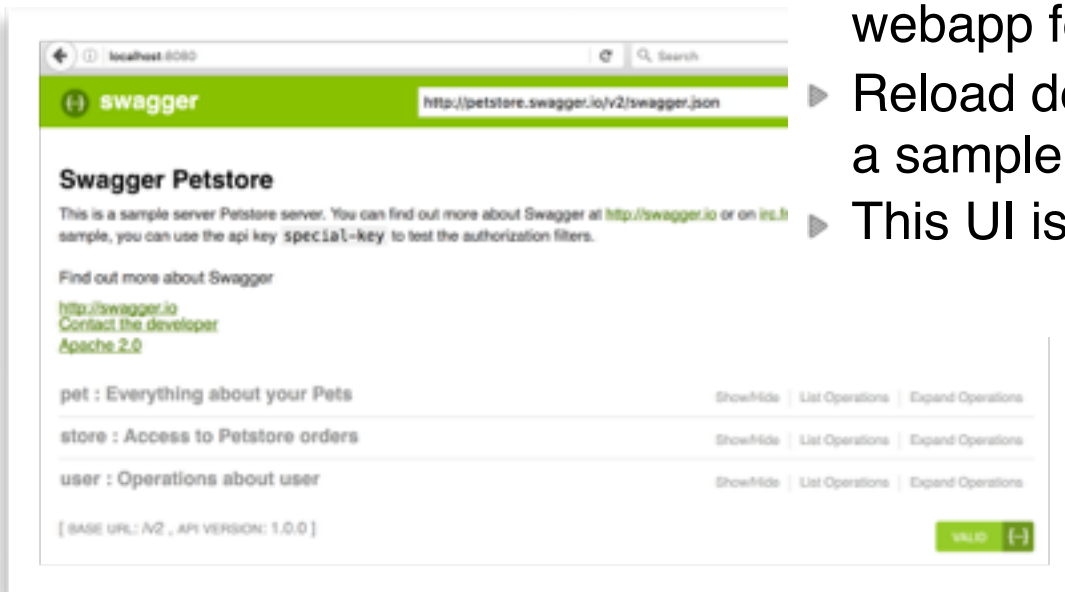 webapp f
Reload d
a sample
This UI is
localhost:8080
Search
swagger
http://petstore.swagger.io/v2/swagger.json
Swagger Petstore
This is a sample server Petstore server. You can find out more about Swagger at http://swagger.io or on irc.f
sample, you can use the api key special-key to test the authorization filters.
Find out more about Swagger
http://swagger.io
Contact the developer
Apache 2.0
pet : Everything about your Pets Show/Hide | List Operations | Expand Operations
store : Access to Petstore orders Show/Hide | List Operations | Expand Operations
user : Operations about user Show/Hide | List Operations | Expand Operations
[ BASE URL: /v2 , API VERSION: 1.0.0 ]
VALID {-}